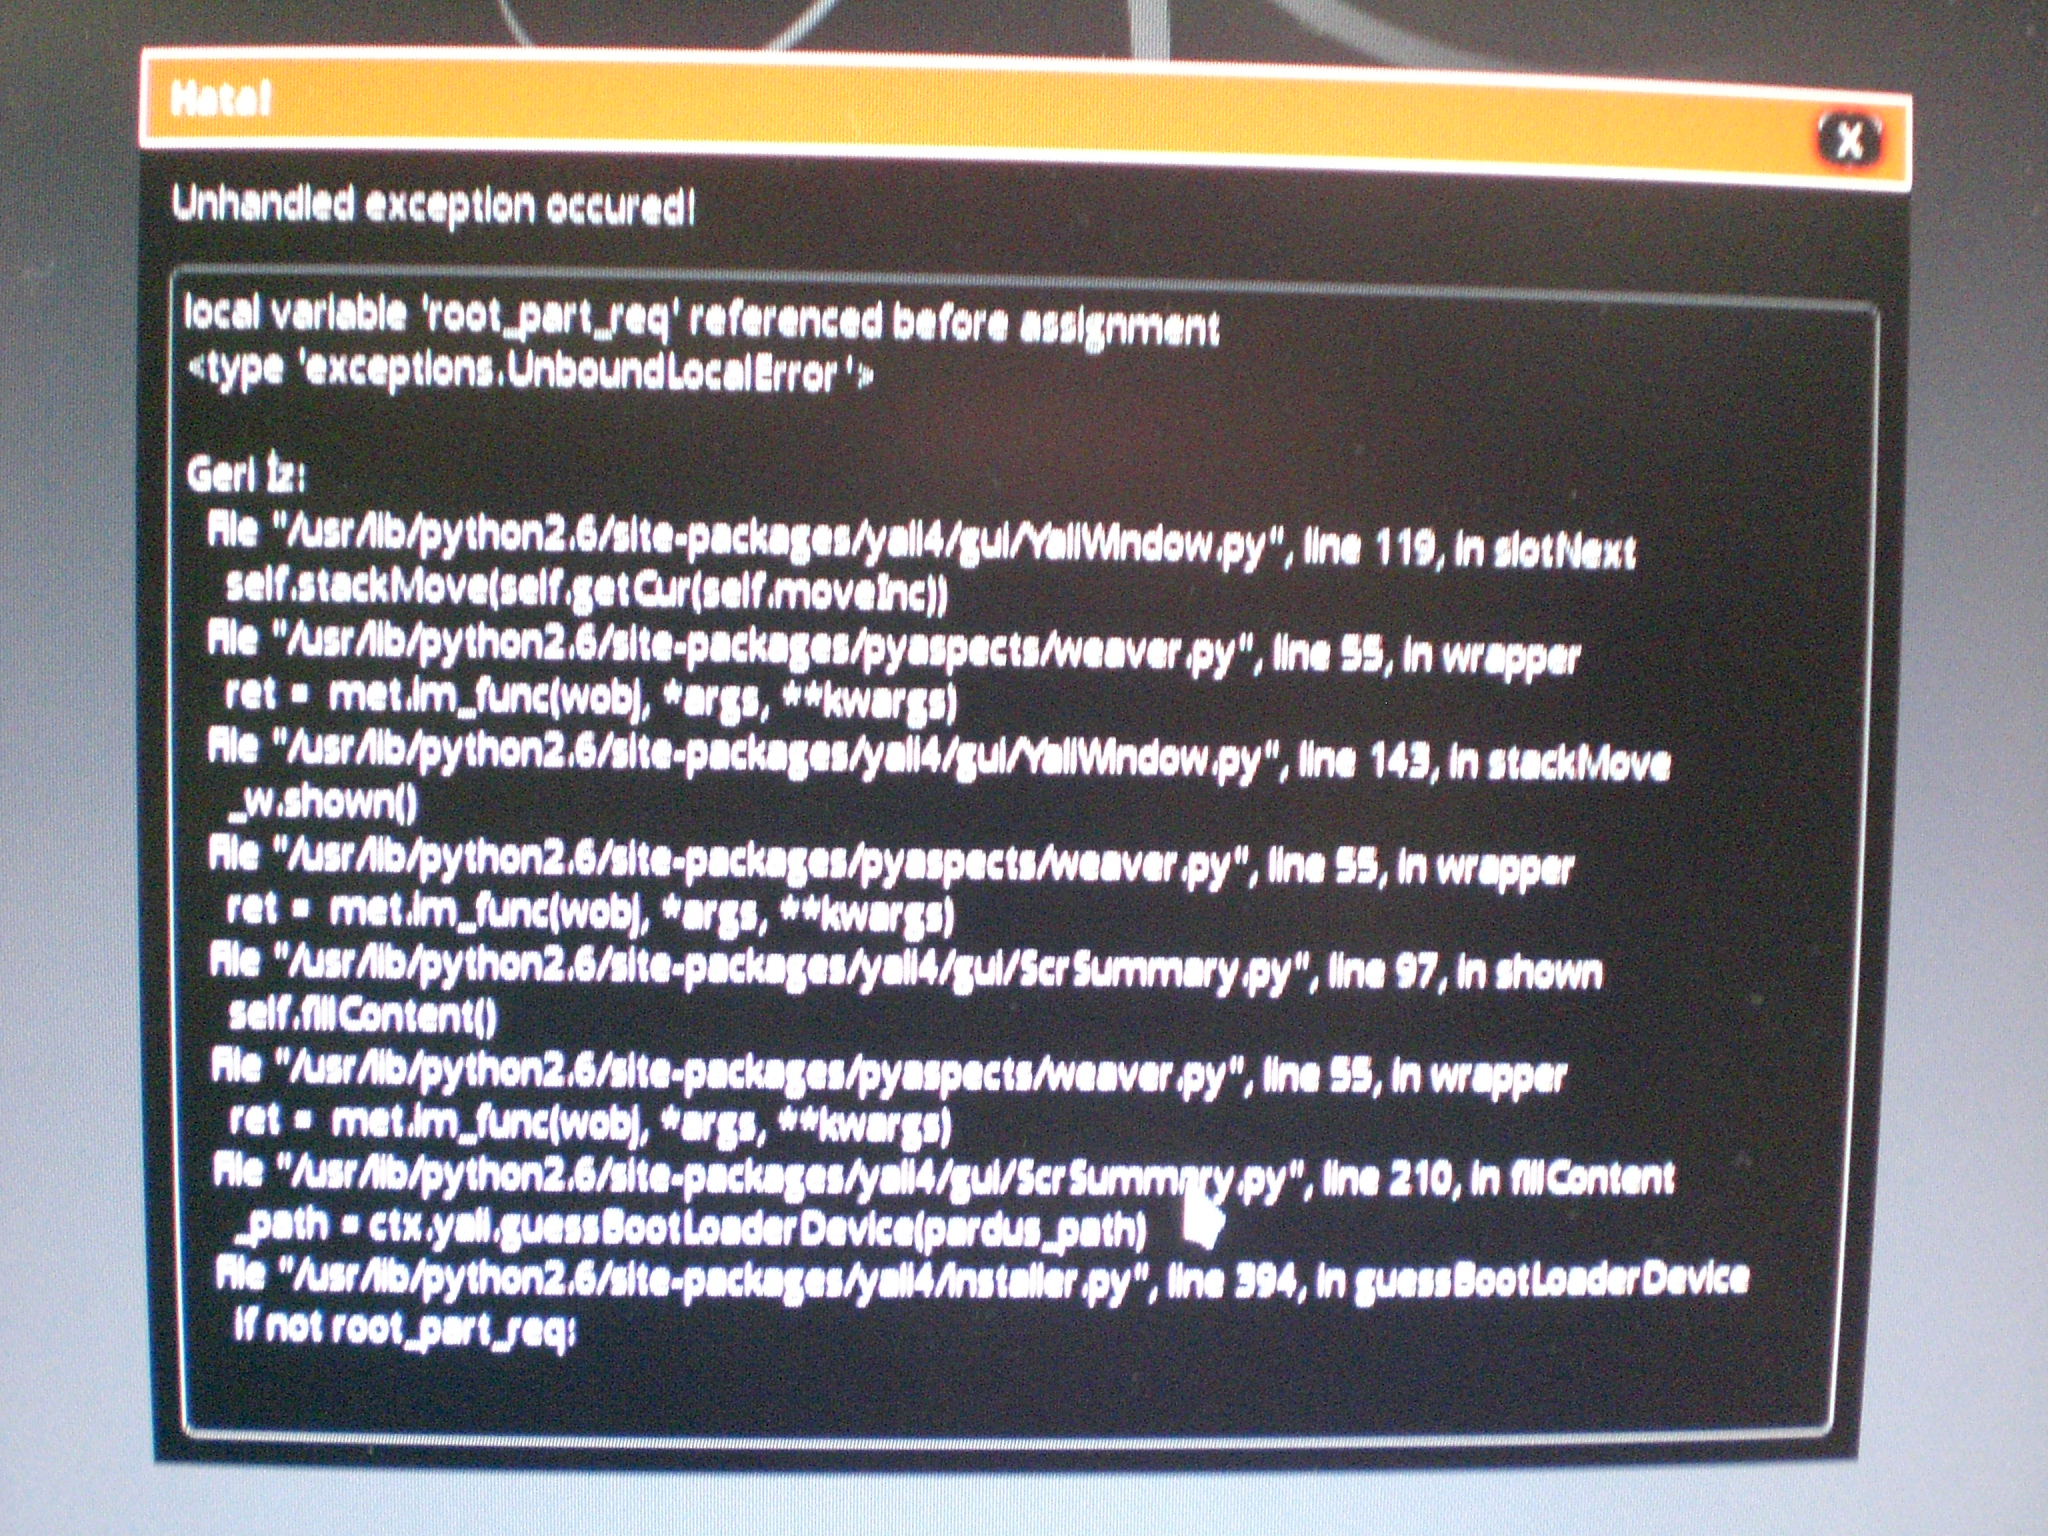 Hata!
X
Unhandled exception occured!
local variable 'root_part_req' referenced before assignment
<type 'exceptions.UnboundLocalError'>
Geri İz:
File "/usr/lib/python2.6/site-packages/yali4/gui/YaliWindow.py", line 119, in slotNext
self.stackMove(self.getCur(self.moveInc))
File "/usr/lib/python2.6/site-packages/pyaspects/weaver.py", line 55, in wrapper
ret = met.im_func(wobj, *args, **kwargs)
File "/usr/lib/python2.6/site-packages/yali4/gui/YaliWindow.py", line 143, in stackMove
_w.shown()
File "/usr/lib/python2.6/site-packages/pyaspects/weaver.py", line 55, in wrapper
ret = met.im_func(wobj, *args, **kwargs)
File "/usr/lib/python2.6/site-packages/yali4/gui/ScrSummary.py", line 97, in shown
self.fillContent()
File "/usr/lib/python2.6/site-packages/pyaspects/weaver.py", line 55, in wrapper
ret = met.im_func(wobj, *args, **kwargs)
File "/usr/lib/python2.6/site-packages/yali4/gui/ScrSummary.py", line 210, in fillContent
_path = ctx.yali.guessBootLoaderDevice(pardus_path)
File "/usr/lib/python2.6/site-packages/yali4/installer.py", line 394, in guessBootLoaderDevice
if not root_part_req: